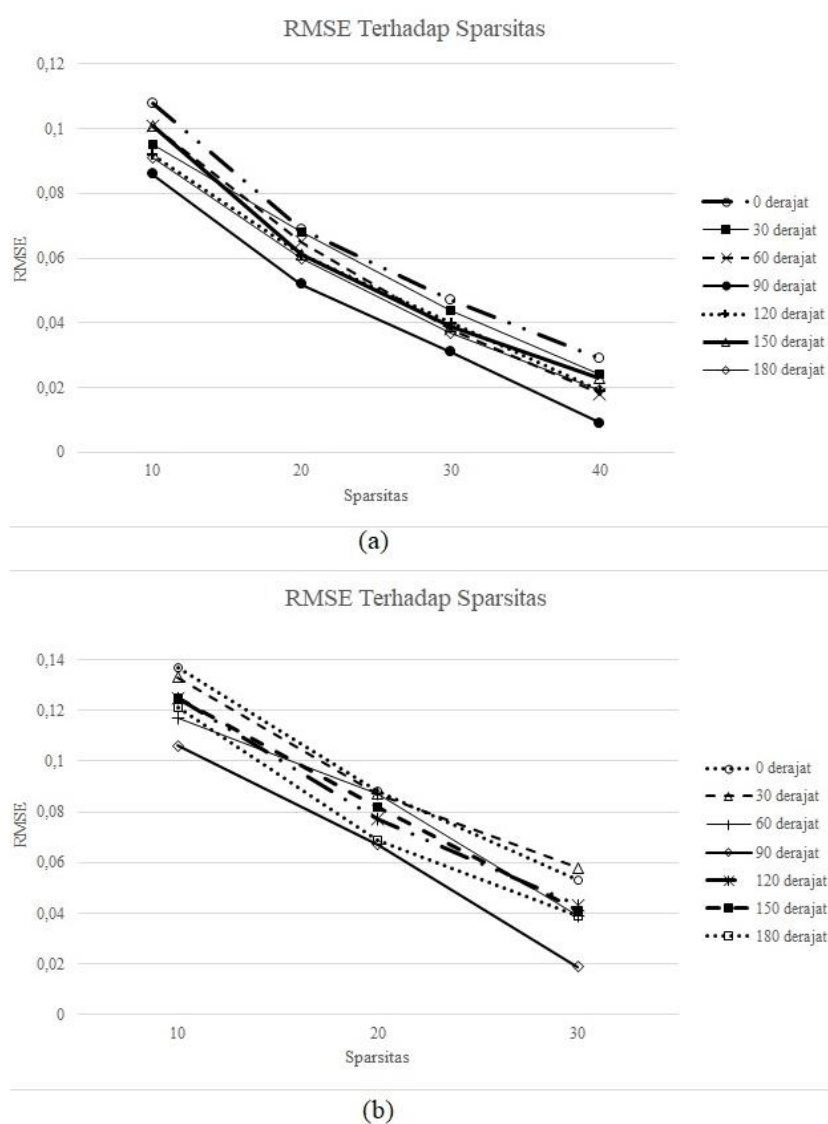 RMSE Terhadap Sparsitas
0,12
0,1
0,08
0,06
0,04
0,02
0
RMSE
10
20
30
40
Sparsitas
0 derajat
30 derajat
60 derajat
90 derajat
120 derajat
150 derajat
180 derajat
(a)
RMSE Terhadap Sparsitas
0,14
0,12
0,1
0,08
0,06
0,04
0,02
0
RMSE
10
20
30
Sparsitas
0 derajat
30 derajat
60 derajat
90 derajat
120 derajat
150 derajat
180 derajat
(b)